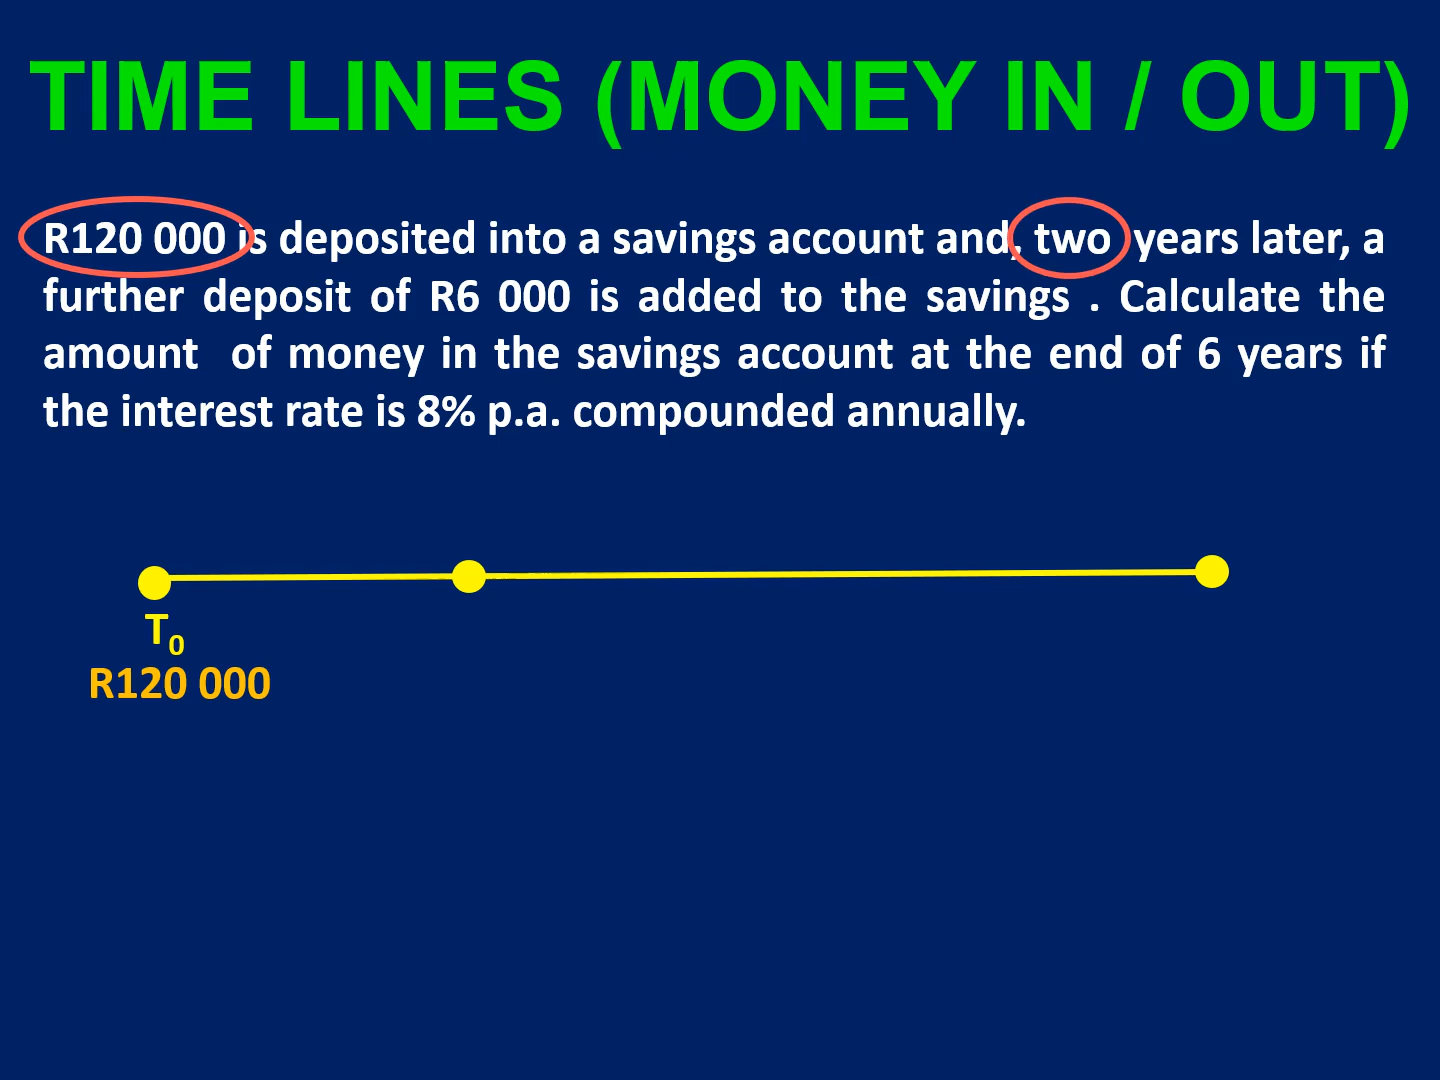 TIME LINES (MONEY IN / OUT)
R120 000 is deposited into a savings account and, two years later, a
further deposit of R6 000 is added to the savings . Calculate the
amount of money in the savings account at the end of 6 years if
the interest rate is 8% p.a. compounded annually.
T₀
R120 000